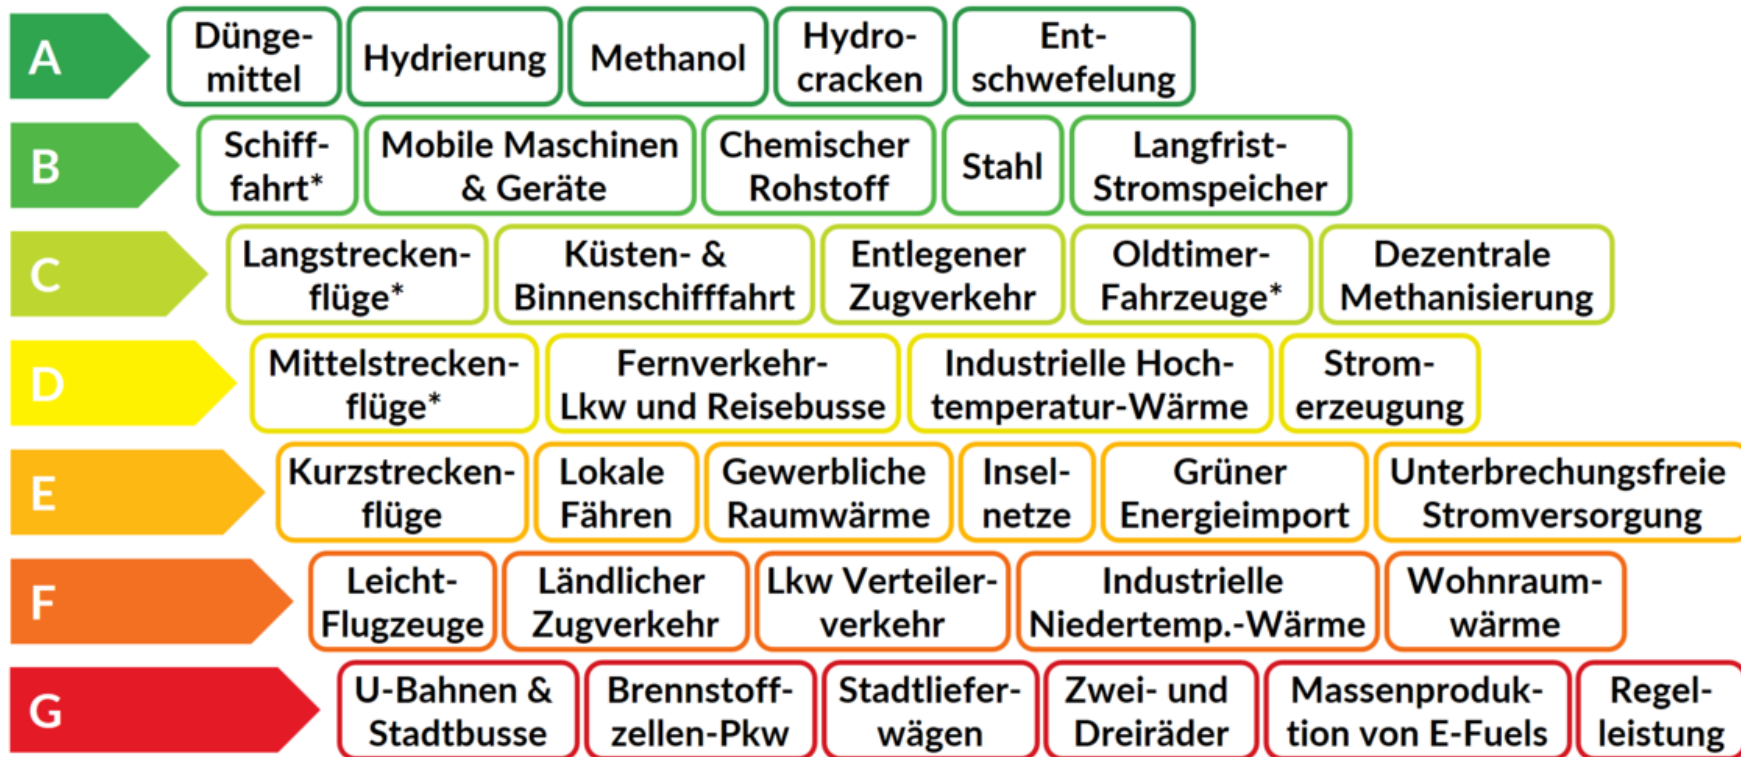 A
Dünge-
mittel
Hydrierung
Methanol
Hydro-
cracken
Ent-
schwefelung
B
Schiff-
fahrt*
Mobile Maschinen
& Geräte
Chemischer
Rohstoff
Stahl
Langfrist-
Stromspeicher
C
Langstrecken-
flüge*
Küsten- &
Binnenschifffahrt
Entlegener
Zugverkehr
Oldtimer-
Fahrzeuge*
Dezentrale
Methanisierung
D
Mittelstrecken-
flüge*
Fernverkehr-
Lkw und Reisebusse
Industrielle Hoch-
temperatur-Wärme
Strom-
erzeugung
E
Kurzstrecken-
flüge
Lokale
Fähren
Gewerbliche
Raumwärme
Insel-
netze
Grüner
Energieimport
Unterbrechungsfreie
Stromversorgung
F
Leicht-
Flugzeuge
Ländlicher
Zugverkehr
Lkw Verteiler-
verkehr
Industrielle
Niedertemp.-Wärme
Wohnraum-
wärme
G
U-Bahnen &
Stadtbusse
Brennstoff-
zellen-Pkw
Stadtliefer-
wägen
Zwei- und
Dreiräder
Massenproduk-
tion von E-Fuels
Regel-
leistung